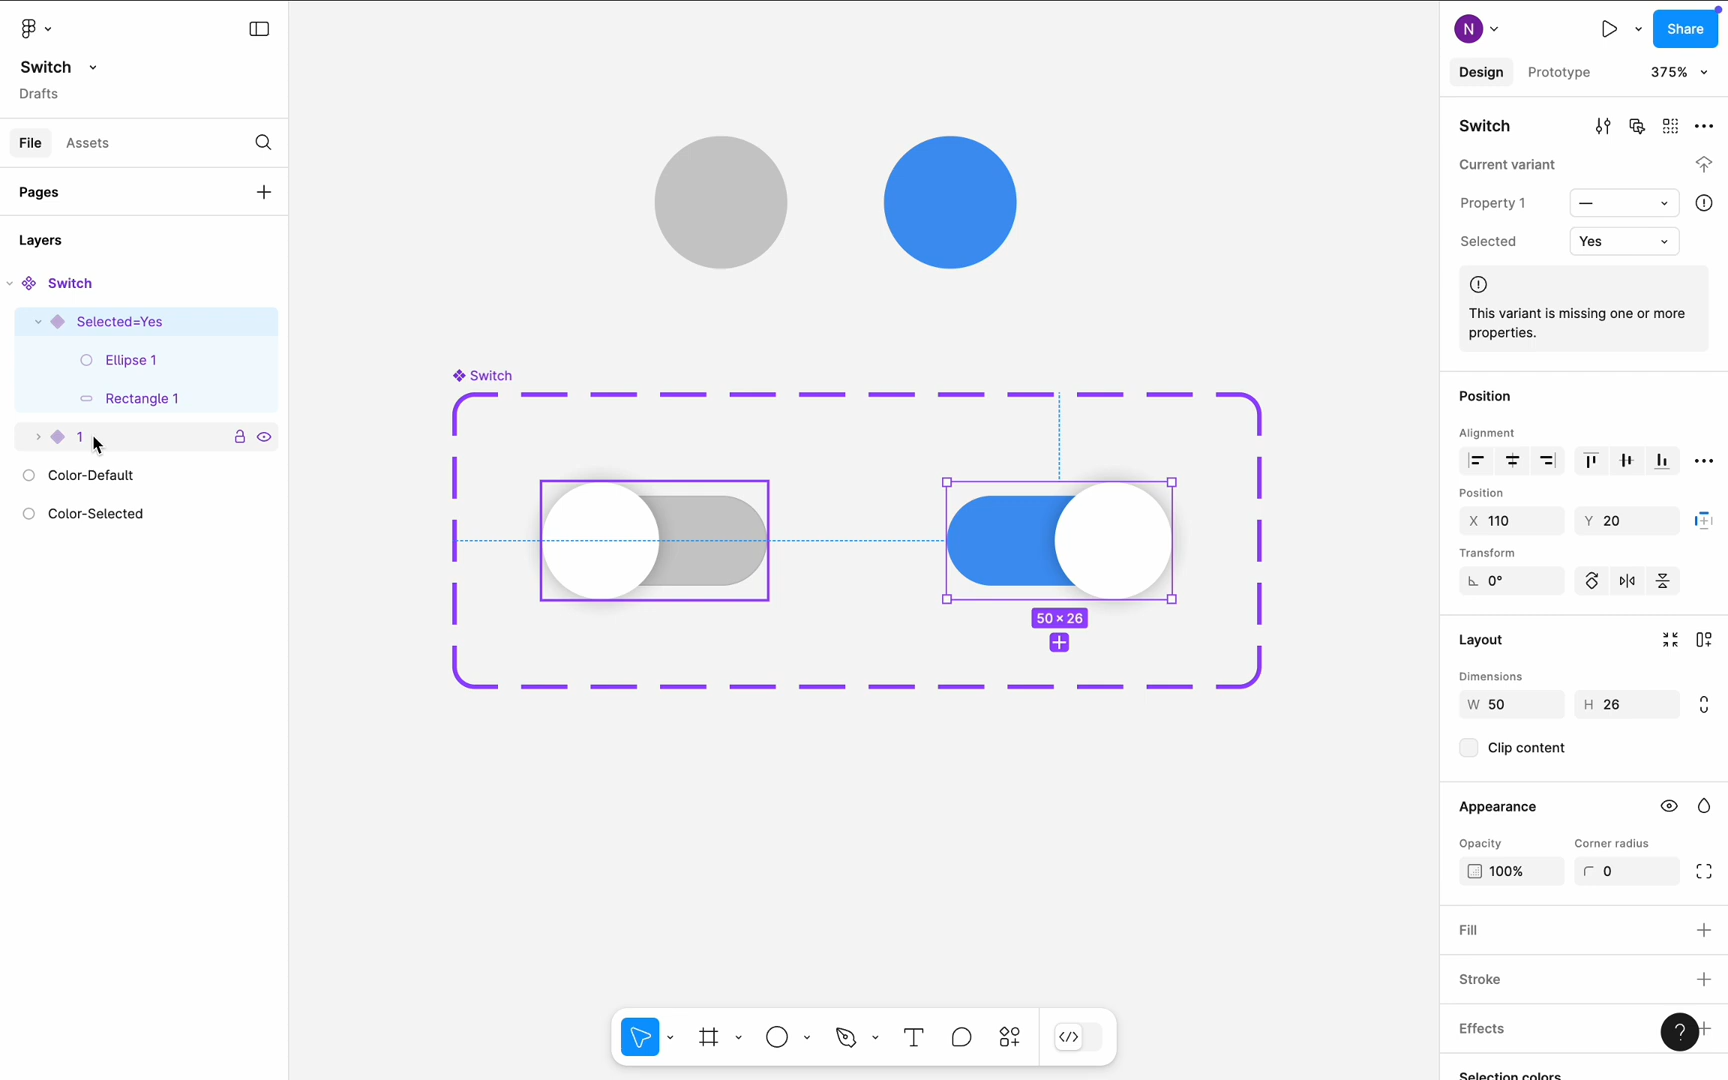 Switch
Drafts
File
Assets
Pages
Layers
Switch
Selected=Yes
Ellipse 1
Rectangle 1
1
Color-Default
Color-Selected
Switch
50 × 26
N
Share
Design
Prototype
375%
Switch
Current variant
Property 1
—
Selected
Yes
This variant is missing one or more
properties.
Position
Alignment
Position
X 110
Y 20
Transform
0°
Layout
Dimensions
W 50
H 26
Clip content
Appearance
Opacity
Corner radius
100%
0
Fill
Stroke
Effects
?
Selection colors